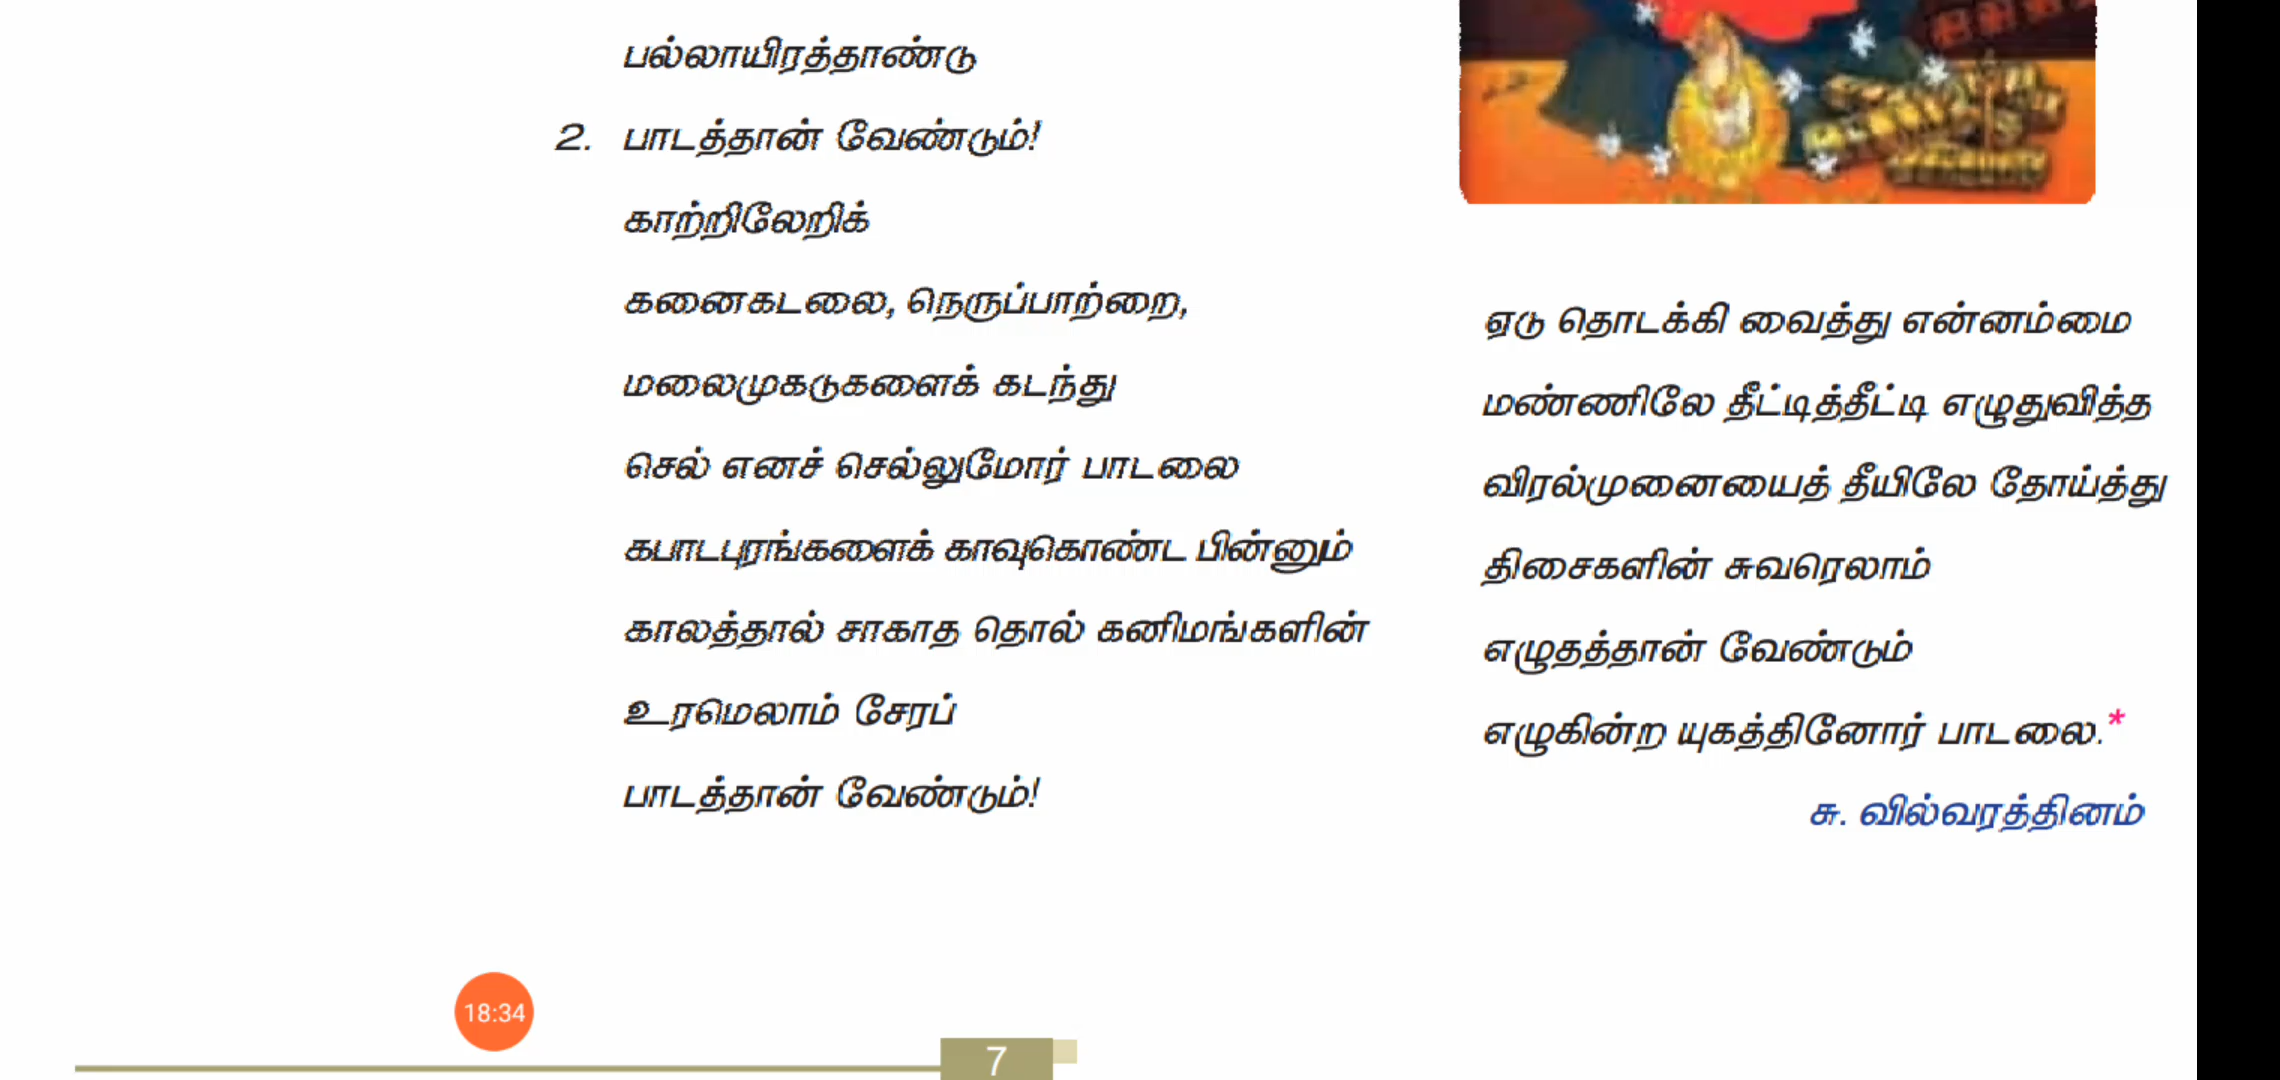 பல்லாயிரத்தாண்டு
2. பாடத்தான் வேண்டும்!
காற்றிலேறிக்
கனைகடலை, நெருப்பாற்றை,
மலைமுகடுகளைக் கடந்து
செல் எனச் செல்லுமோர் பாடலை
கபாடபுரங்களைக் காவுகொண்ட பின்னும்
காலத்தால் சாகாத தொல் கனிமங்களின்
உரமெலாம் சேரப்
பாடத்தான் வேண்டும்!
ஏடு தொடக்கி வைத்து என்னம்மை
மண்ணிலே தீட்டித்தீட்டி எழுதுவித்த
விரல்முனையைத் தீயிலே தோய்த்து
திசைகளின் சுவரெலாம்
எழுதத்தான் வேண்டும்
எழுகின்ற யுகத்தினோர் பாடலை.*
சு. வில்வரத்தினம்
18:34
7